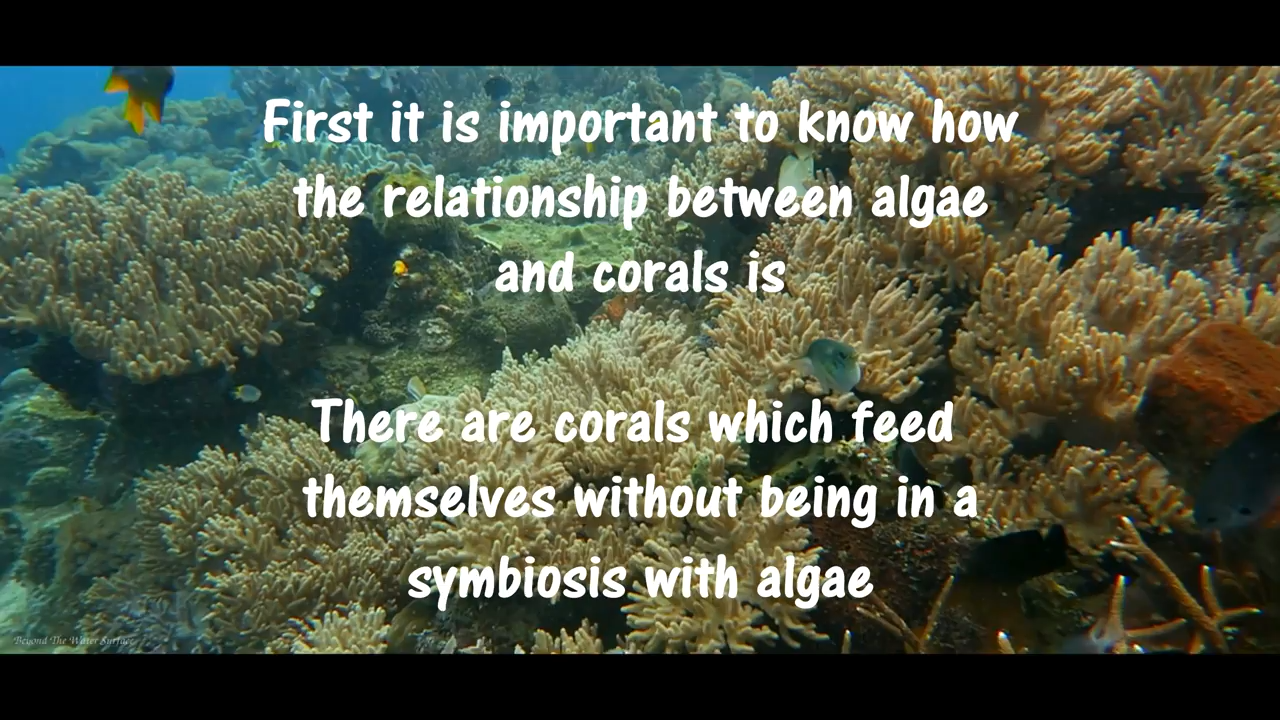 First it is important to know how
the relationship between algae
and corals is
There are corals which feed
themselves without being in a
symbiosis with algae
Beyond The Water Surface